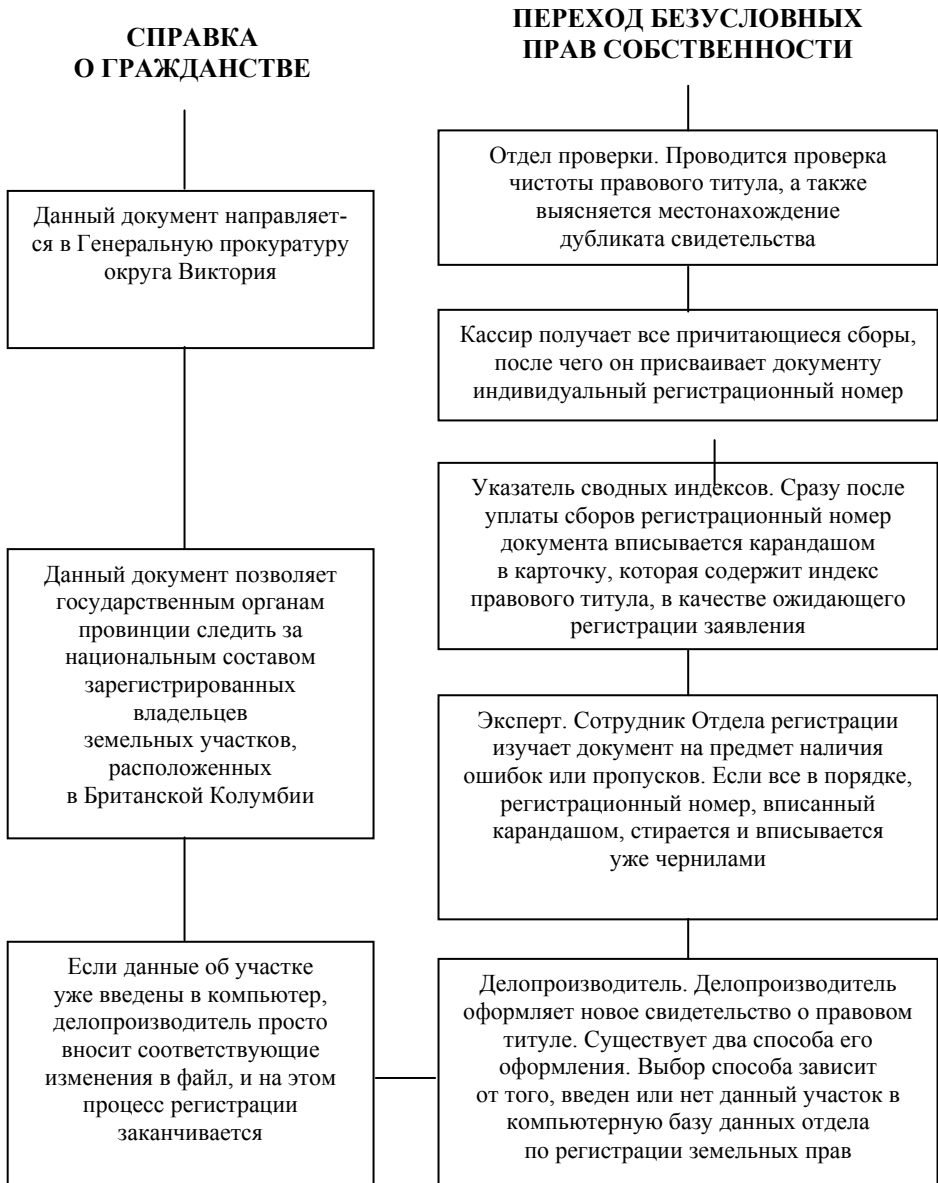 СПРАВКА
О ГРАЖДАНСТВЕ
Данный документ направляет-
ся в Генеральную прокуратуру
округа Виктория
Данный документ позволяет
государственным органам
провинции следить за
национальным составом
зарегистрированных
владельцев
земельных участков,
расположенных
в Британской Колумбии
Если данные об участке
уже введены в компьютер,
делопроизводитель просто
вносит соответствующие
изменения в файл, и на этом
процесс регистрации
заканчивается
ПЕРЕХОД БЕЗУСЛОВНЫХ
ПРАВ СОБСТВЕННОСТИ
Отдел проверки. Проводится проверка
чистоты правового титула, а также
выясняется местонахождение
дубликата свидетельства
Кассир получает все причитающиеся сборы,
после чего он присваивает документу
индивидуальный регистрационный номер
Указатель сводных индексов. Сразу после
уплаты сборов регистрационный номер
документа вписывается карандашом
в карточку, которая содержит индекс
правового титула, в качестве ожидающего
регистрации заявления
Эксперт. Сотрудник Отдела регистрации
изучает документ на предмет наличия
ошибок или пропусков. Если все в порядке,
регистрационный номер, вписанный
карандашом, стирается и вписывается
уже чернилами
Делопроизводитель. Делопроизводитель
оформляет новое свидетельство о правовом
титуле. Существует два способа его
оформления. Выбор способа зависит
от того, введен или нет данный участок в
компьютерную базу данных отдела
по регистрации земельных прав